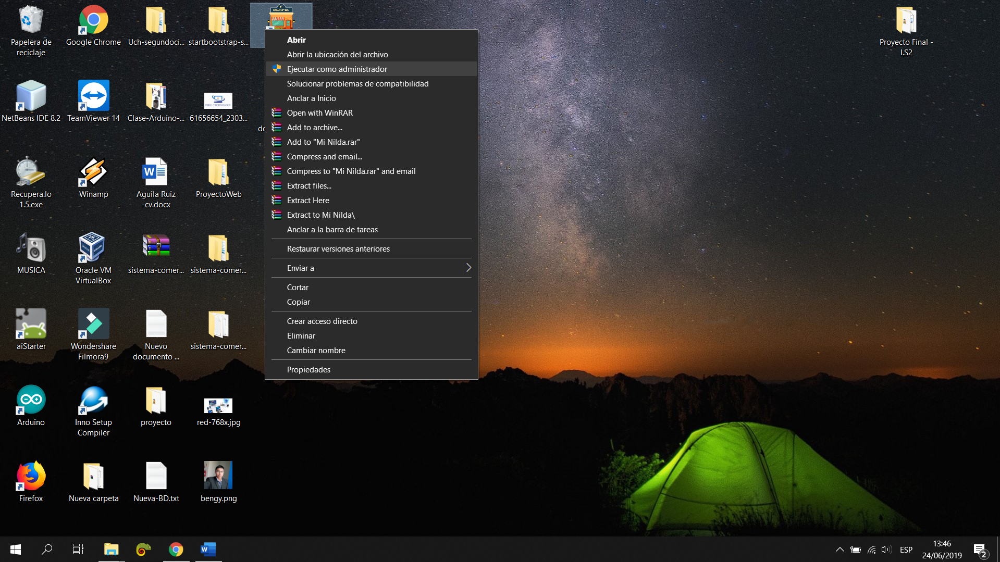 Papelera de
reciclaje
Google Chrome
Uch-segundoci...
startbootstrap-s...
Proyecto Final -
I.S2
NetBeans IDE 8.2
TeamViewer 14
Clase-Arduino-...
61656654_2303...
Recupera.lo
1.5.exe
Winamp
Aguila Ruiz
-cv.docx
ProyectoWeb
MUSICA
Oracle VM
VirtualBox
sistema-comer...
sistema-comer...
aiStarter
Wondershare
Filmora9
Nuevo
documento ...
sistema-comer...
Arduino
Inno Setup
Compiler
proyecto
red-768x.jpg
Firefox
Nueva carpeta
Nueva-BD.txt
bengy.png
Abrir
Abrir la ubicación del archivo
Ejecutar como administrador
Solucionar problemas de compatibilidad
Anclar a Inicio
Open with WinRAR
Add to archive...
Add to "Mi Nilda.rar"
Compress and email...
Compress to "Mi Nilda.rar" and email
Extract files...
Extract Here
Extract to Mi Nilda\
Anclar a la barra de tareas
Restaurar versiones anteriores
Enviar a
Cortar
Copiar
Crear acceso directo
Eliminar
Cambiar nombre
Propiedades
ESP
13:46
24/06/2019
2